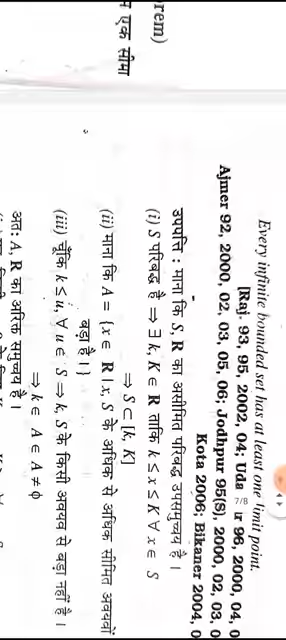 rem)
एक सीमा
Every infinite bounded set has at least one limit point.
[Raj. 93, 95, 2002, 04; Uda ur 96, 2000, 04,
7/8
Ajmer 92, 2000, 02, 03, 05, 06; Jodhpur 95(S), 2000, 02, 03, 0
Kota 2006; Bikaner 2004, 0
उपपत्ति : माना कि S, R का असीमित परिबद्ध उपसमुच्चय है ।
(i) S परिबद्ध है ⇒ ∃ k, K ∈ R ताकि k ≤ x ≤ K ∀ x ∈ S
⇒ S ⊂ [k, K]
(ii) माना कि A = {x ∈ R | x, S के अधिक से अधिक सीमित अवयवों
बड़ा है । }
(iii) चूँकि k ≤ u, ∀ u ∈ S ⇒ k, S के किसी अवयव से बड़ा नहीं है ।
⇒ k ∈ A ∈ A ≠ ϕ
अतः A, R का अरिक्त समुच्चय है ।